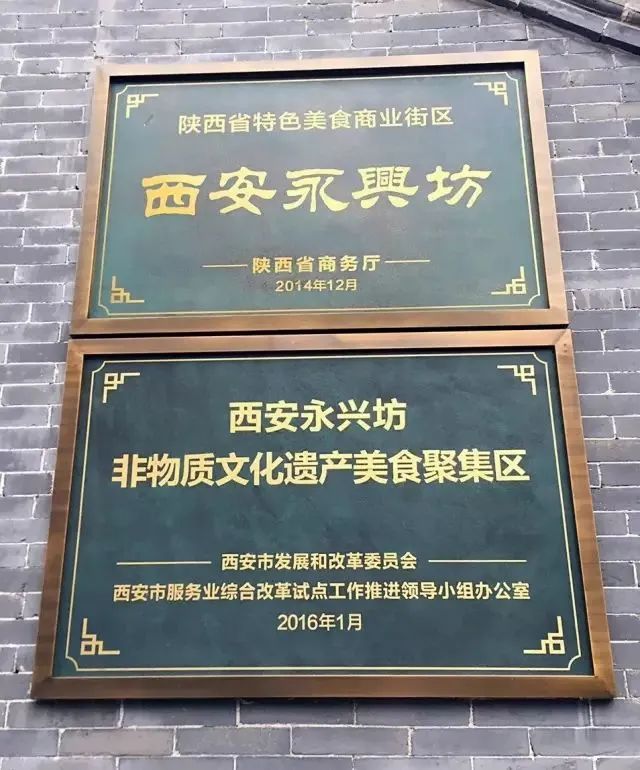 陕西省特色美食商业街区
西安永興坊
陕西省商务厅
2014年12月
西安永兴坊
非物质文化遗产美食聚集区
西安市发展和改革委员会
西安市服务业综合改革试点工作推进领导小组办公室
2016年1月